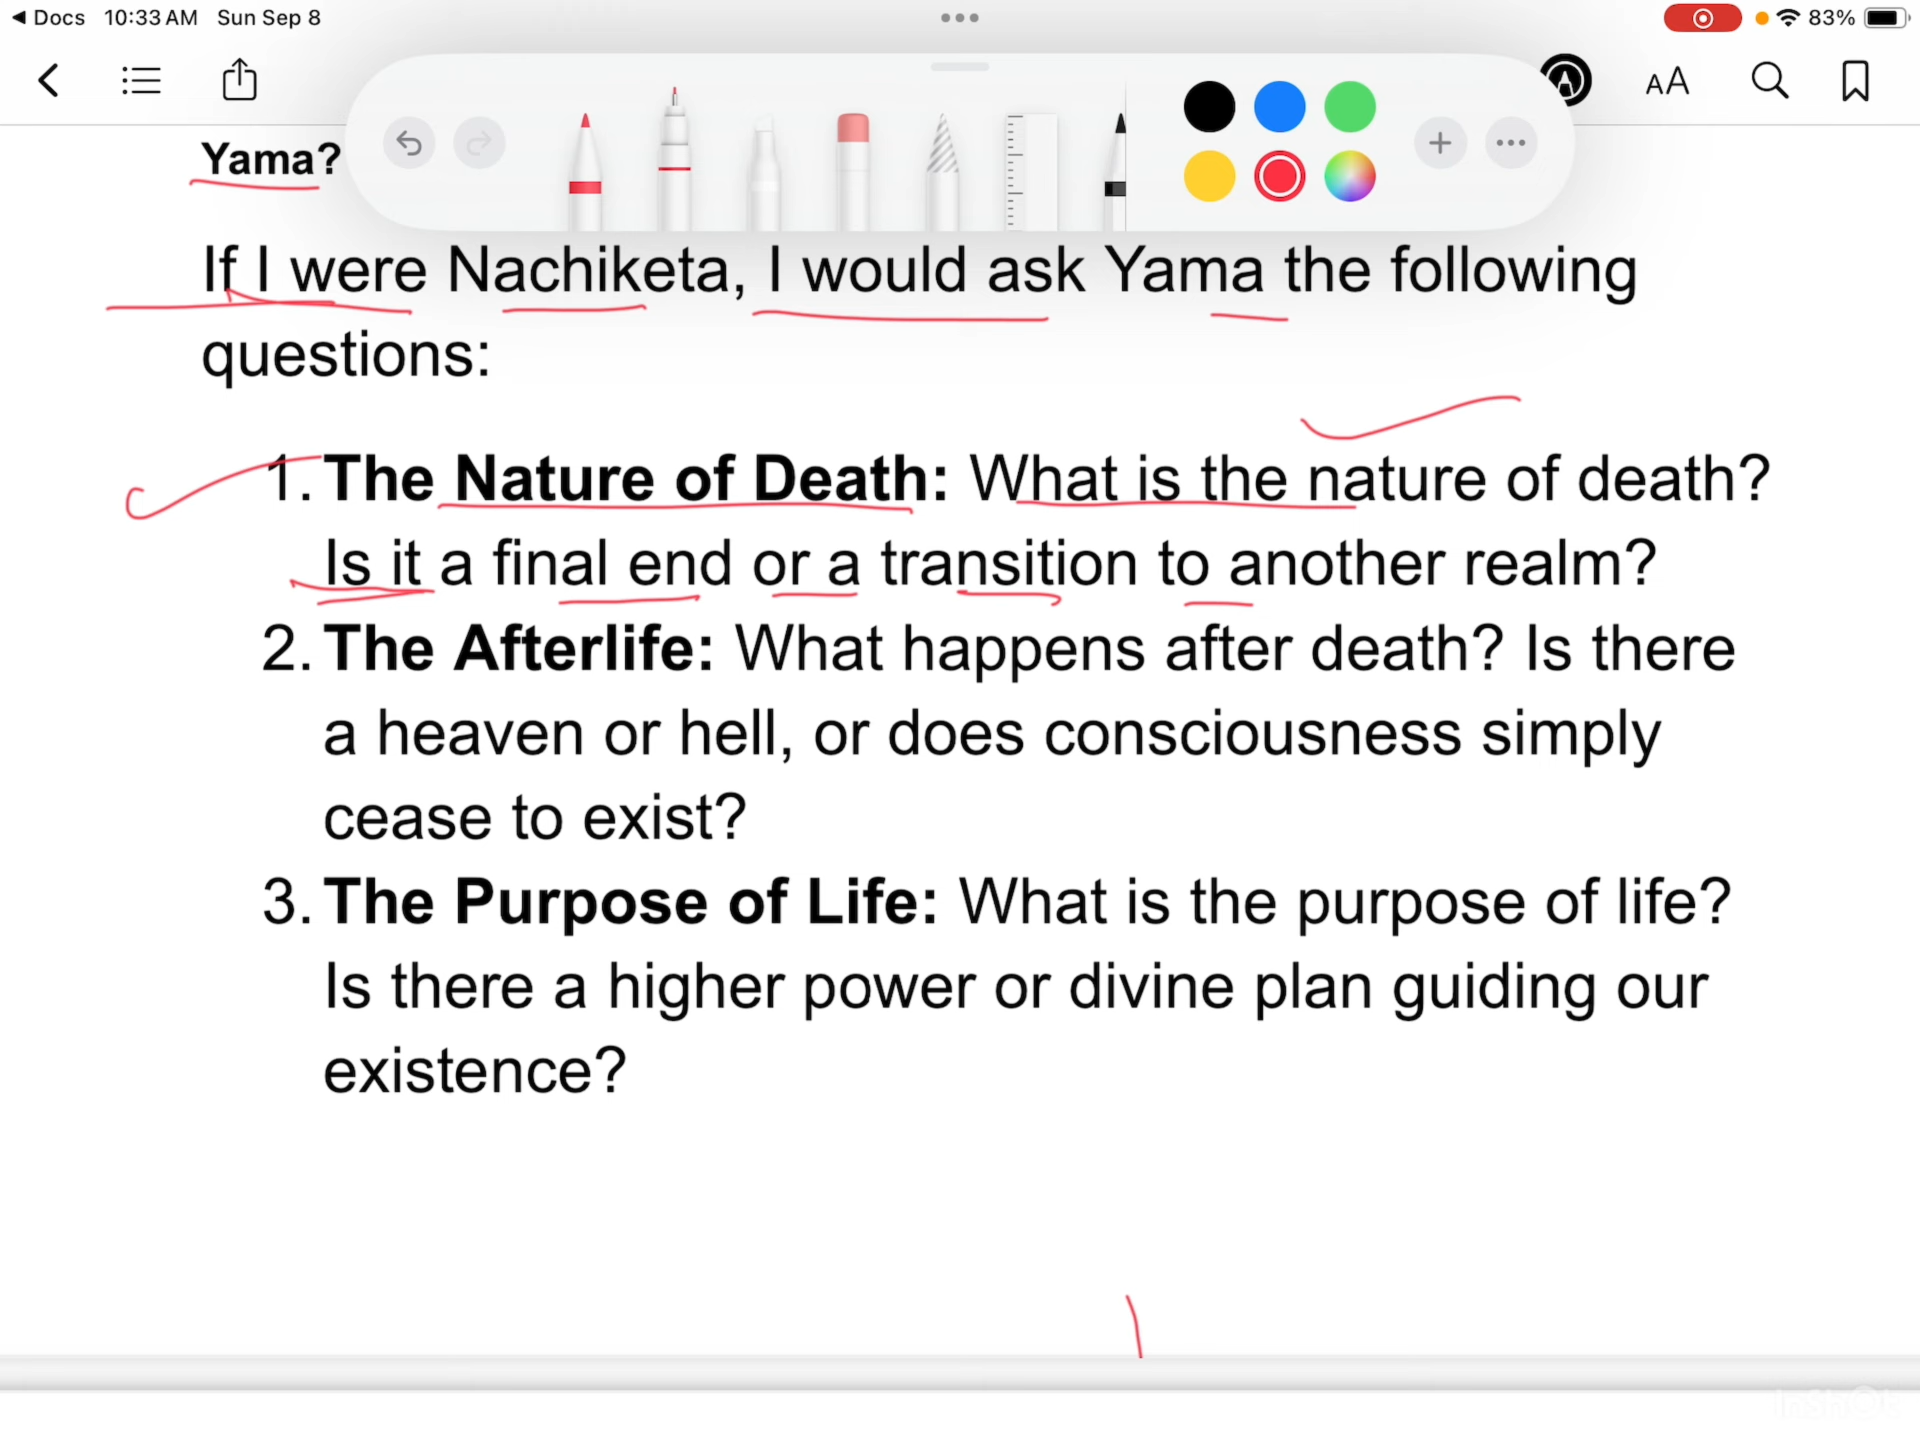 ◀ Docs 10:33 AM Sun Sep 8 83%
AA
Yama?
If I were Nachiketa, I would ask Yama the following
questions:
1. The Nature of Death: What is the nature of death?
Is it a final end or a transition to another realm?
2. The Afterlife: What happens after death? Is there
a heaven or hell, or does consciousness simply
cease to exist?
3. The Purpose of Life: What is the purpose of life?
Is there a higher power or divine plan guiding our
existence?
InShOt